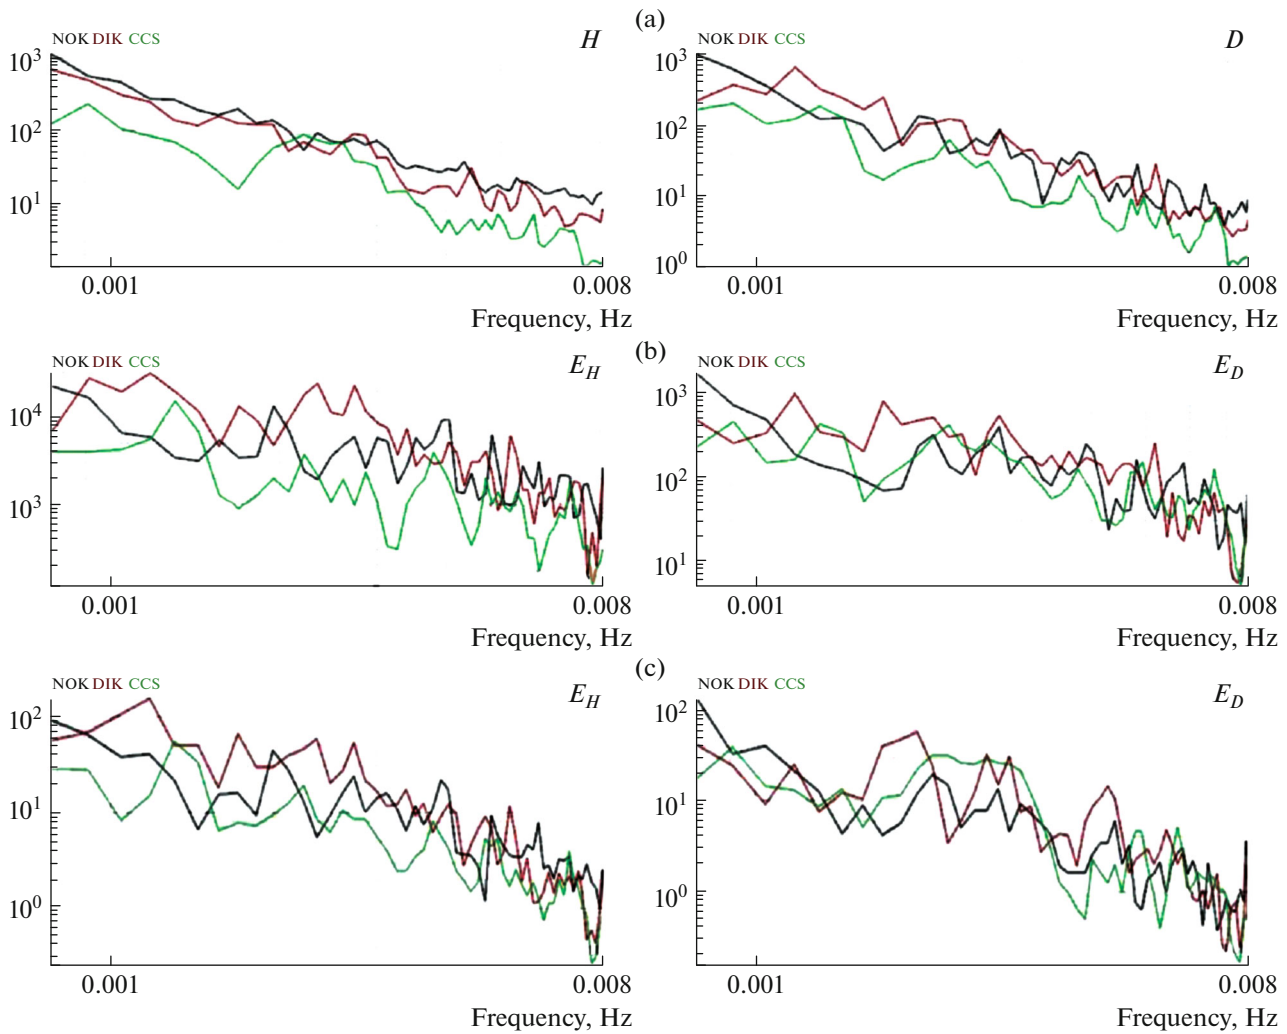 (a)
NOK DIK CCS
H
10³
10²
10¹
0.001
0.008
Frequency, Hz
NOK DIK CCS
D
10³
10²
10¹
10⁰
0.001
0.008
Frequency, Hz
(b)
NOK DIK CCS
E_H
10⁴
10³
0.001
0.008
Frequency, Hz
NOK DIK CCS
E_D
10³
10²
10¹
0.001
0.008
Frequency, Hz
(c)
NOK DIK CCS
E_H
10²
10¹
10⁰
0.001
0.008
Frequency, Hz
NOK DIK CCS
E_D
10²
10¹
10⁰
0.001
0.008
Frequency, Hz